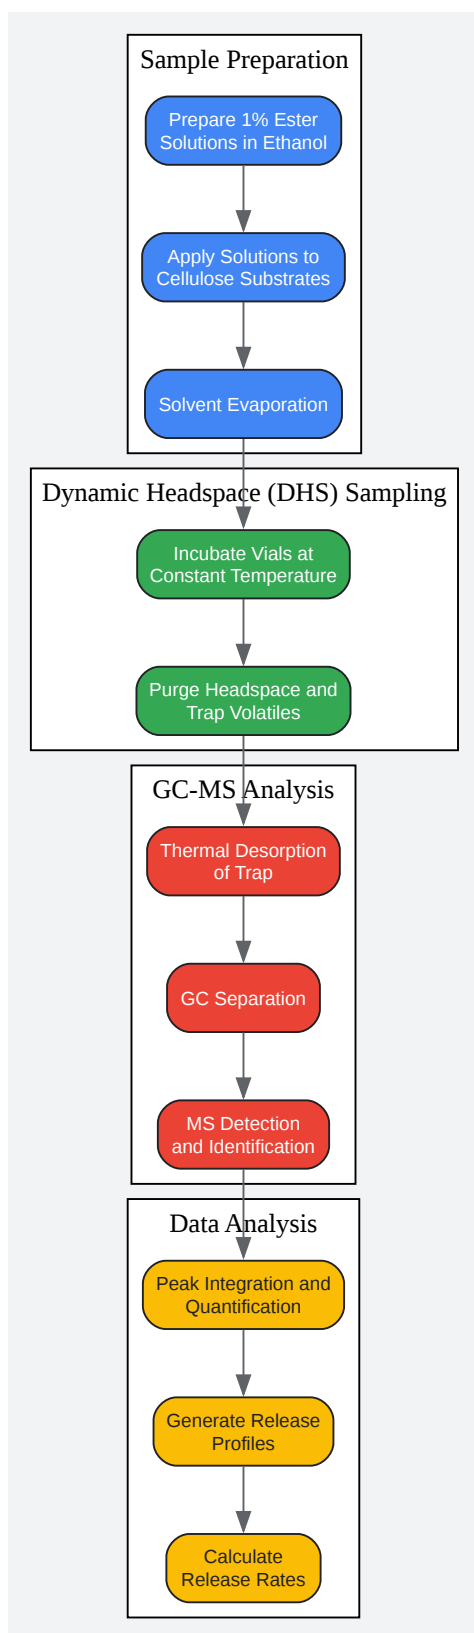 Sample Preparation
Prepare 1% Ester
Solutions in Ethanol
Apply Solutions to
Cellulose Substrates
Solvent Evaporation
Dynamic Headspace (DHS) Sampling
Incubate Vials at
Constant Temperature
Purge Headspace and
Trap Volatiles
GC-MS Analysis
Thermal Desorption
of Trap
GC Separation
MS Detection
and Identification
Data Analysis
Peak Integration and
Quantification
Generate Release
Profiles
Calculate
Release Rates